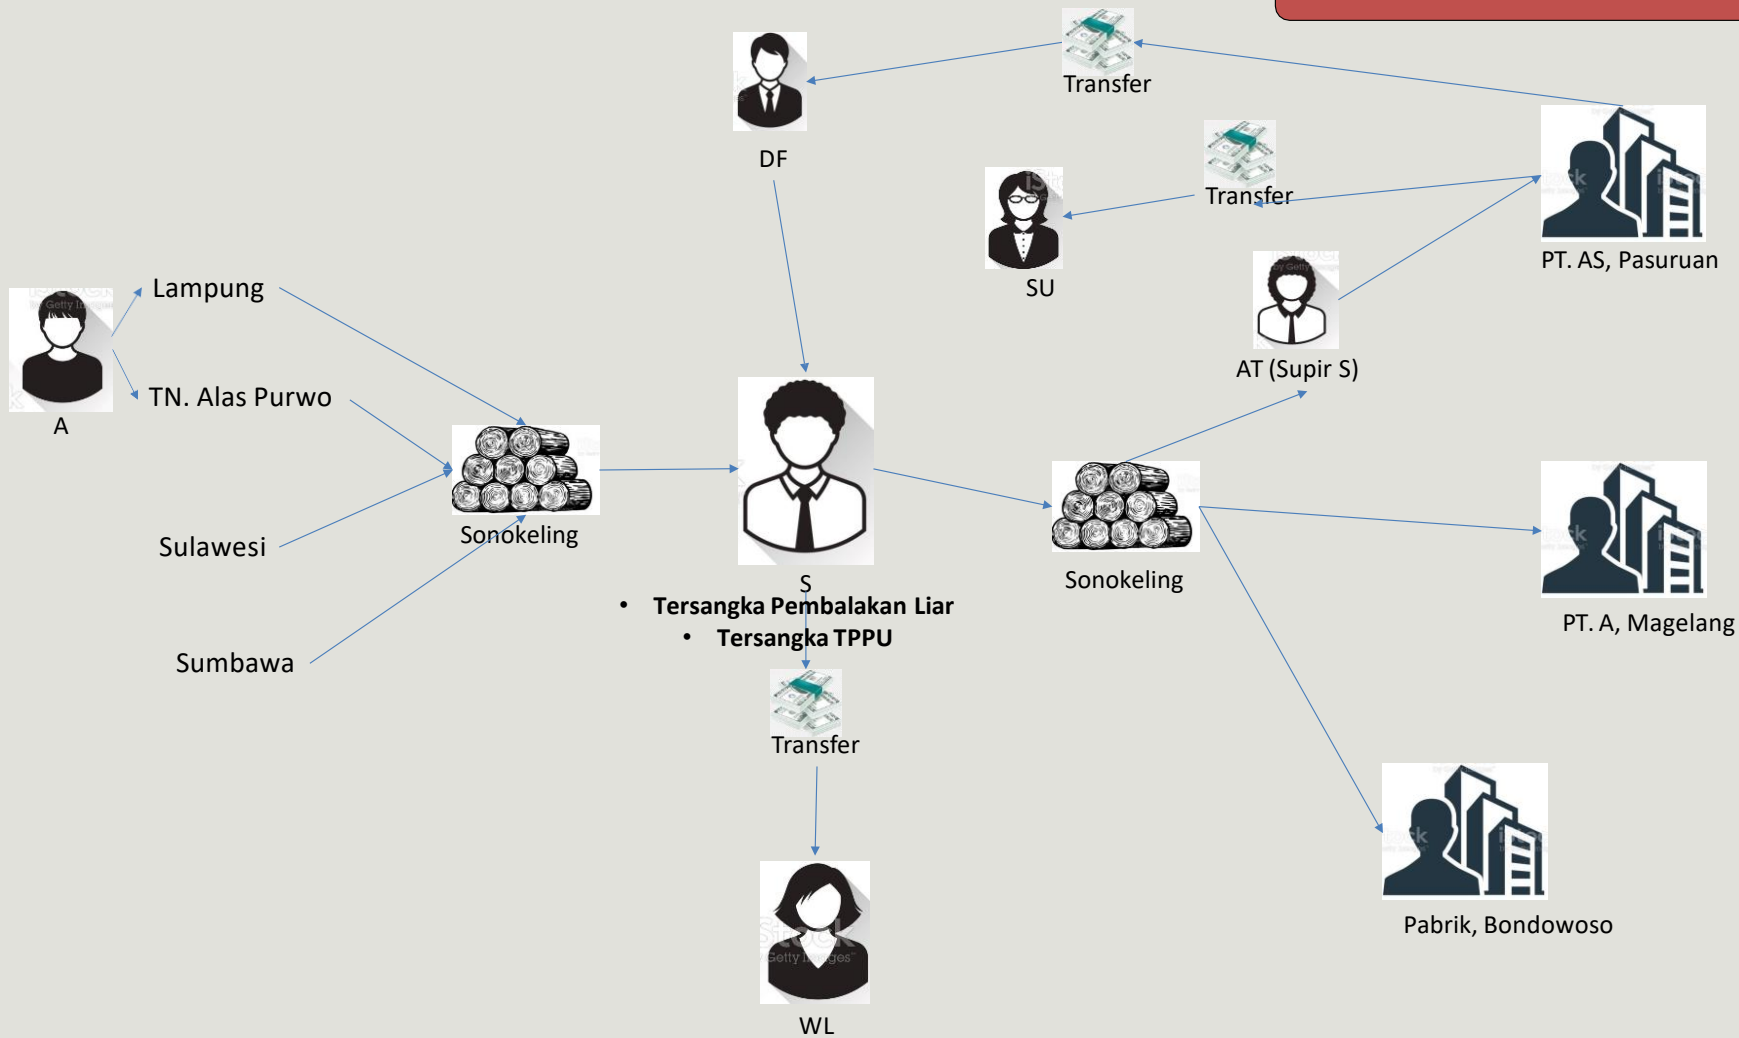 Transfer
DF
Transfer
SU
PT. AS, Pasuruan
Lampung
AT (Supir S)
TN. Alas Purwo
A
Sonokeling
Sulawesi
Sonokeling
S
• Tersangka Pembalakan Liar
• Tersangka TPPU
PT. A, Magelang
Sumbawa
Transfer
Pabrik, Bondowoso
WL